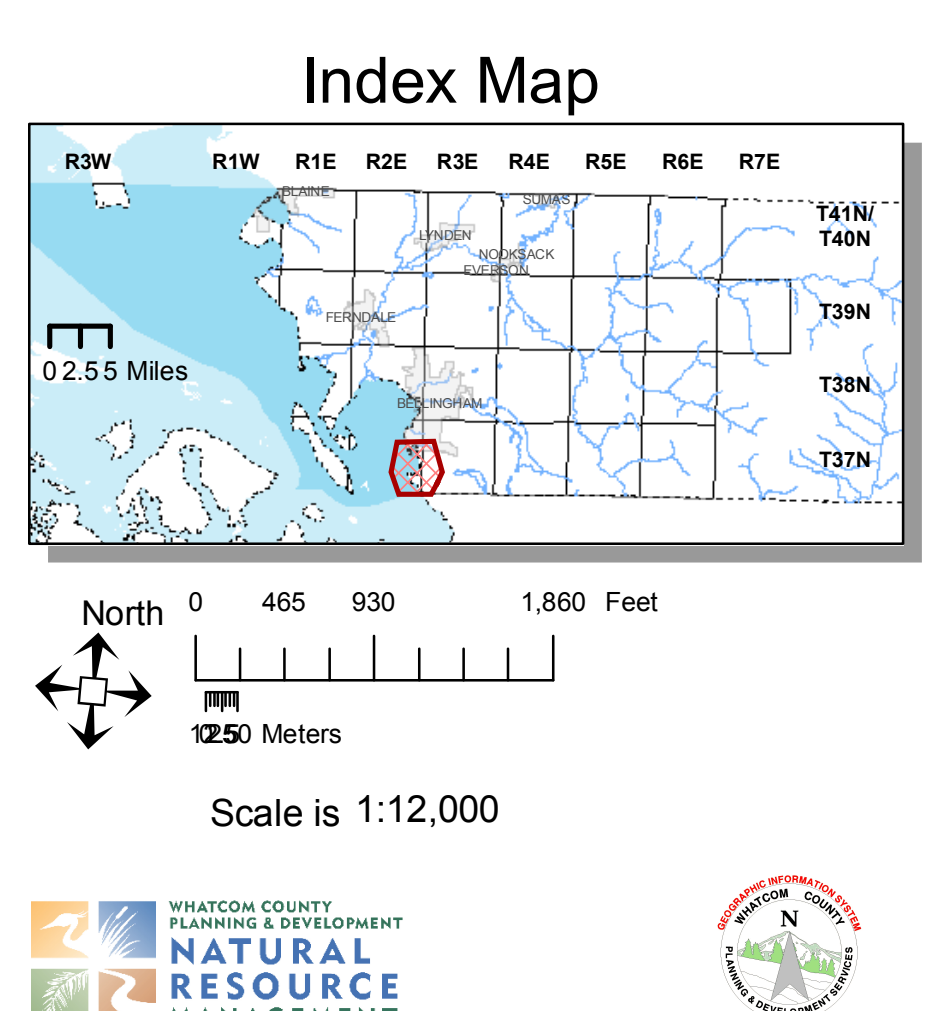 Index Map
R3W R1W R1E R2E R3E R4E R5E R6E R7E
BLAINE
SUMAS
T41N/
T40N
LYNDEN
NOOKSACK
EVERSON
T39N
FERNDALE
0 2.5 5 Miles
T38N
BELLINGHAM
T37N
North
0 465 930 1,860 Feet
Meters
Scale is 1:12,000
WHATCOM COUNTY
PLANNING & DEVELOPMENT
NATURAL
RESOURCE
MANAGEMENT
GEOGRAPHIC INFORMATION SYSTEM
WHATCOM COUNTY
N
PLANNING & DEVELOPMENT SERVICES